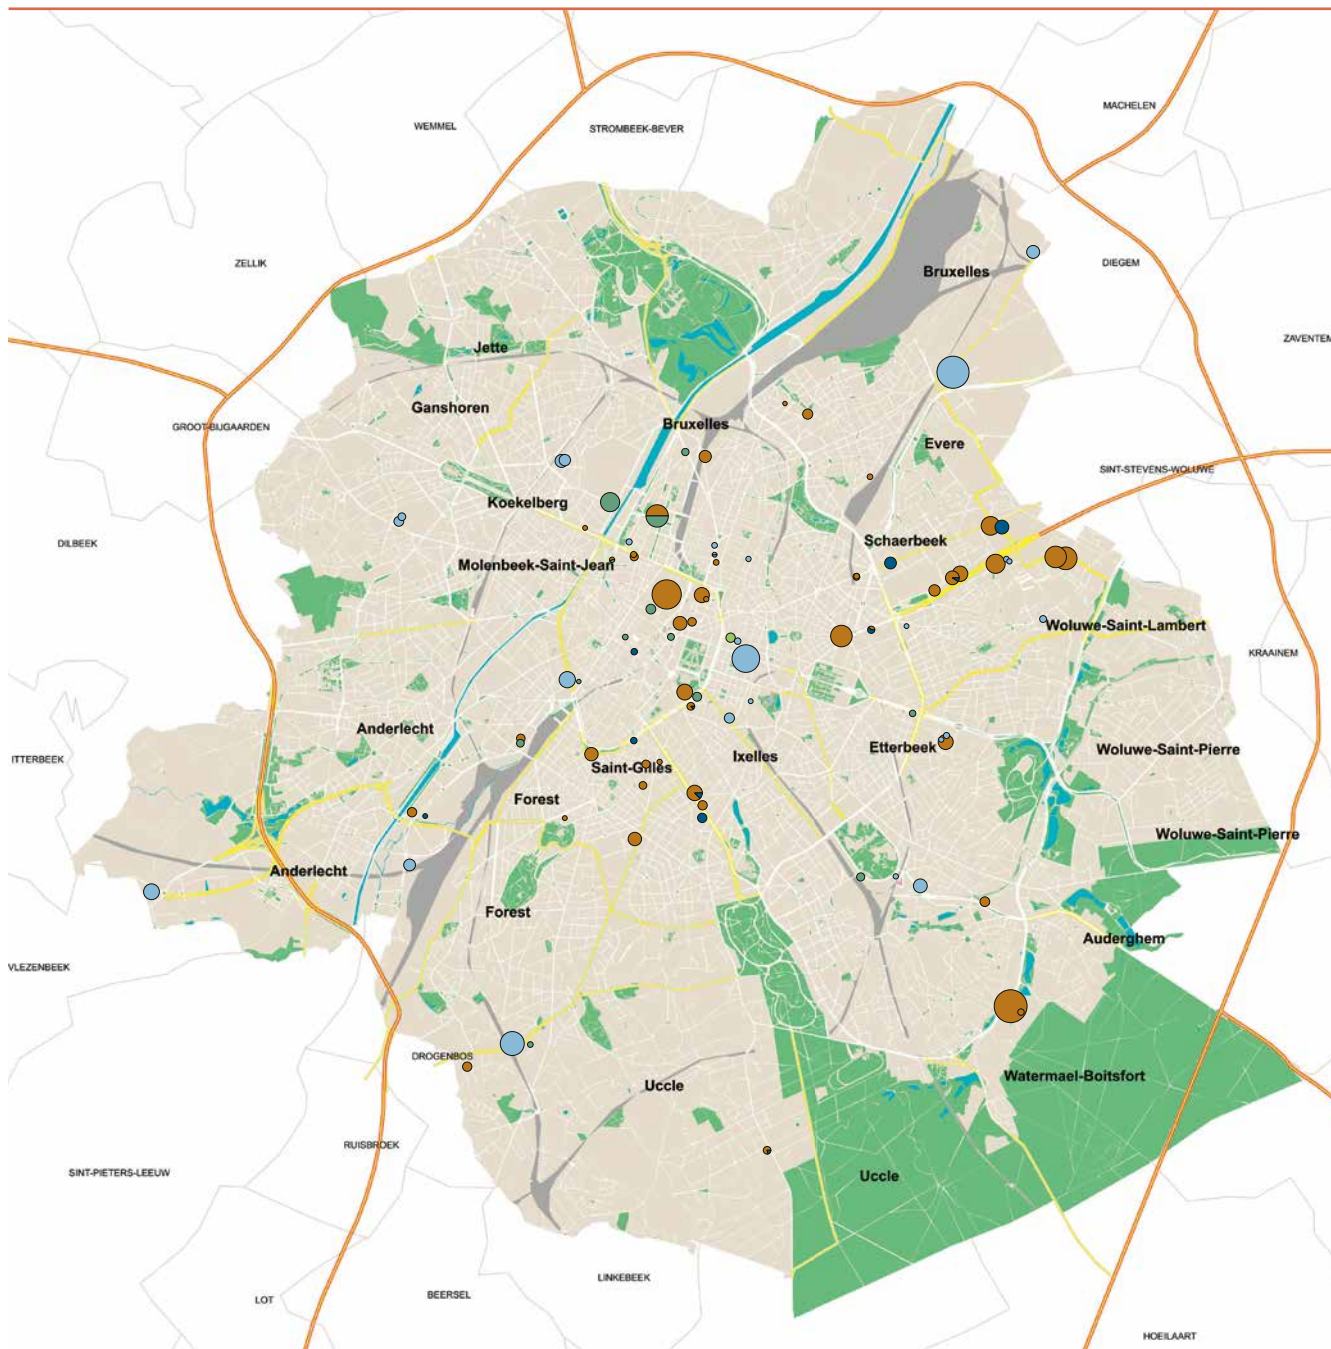 MACHELEN
WEMMEL
STROMBEEK-BEVER
ZELLIK
DIEGEM
Bruxelles
ZAVENTEM
Jette
Ganshoren
GROOT-BIJGAARDEN
Bruxelles
Evere
SINT-STEVENS-WOLUWE
Koekelberg
DILBEEK
Schaerbeek
Molenbeek-Saint-Jean
Woluwe-Saint-Lambert
KRAAINEM
Anderlecht
Etterbeek
Woluwe-Saint-Pierre
ITTERBEEK
Ixelles
Saint-Gilles
Forest
Woluwe-Saint-Pierre
Anderlecht
Forest
Auderghem
VLEZENBEEK
DROGENBOS
Watermael-Boitsfort
Uccle
RUISBROEK
SINT-PIETERS-LEEUW
Uccle
LINKEBEEK
BEERSEL
LOT
HOEILAART